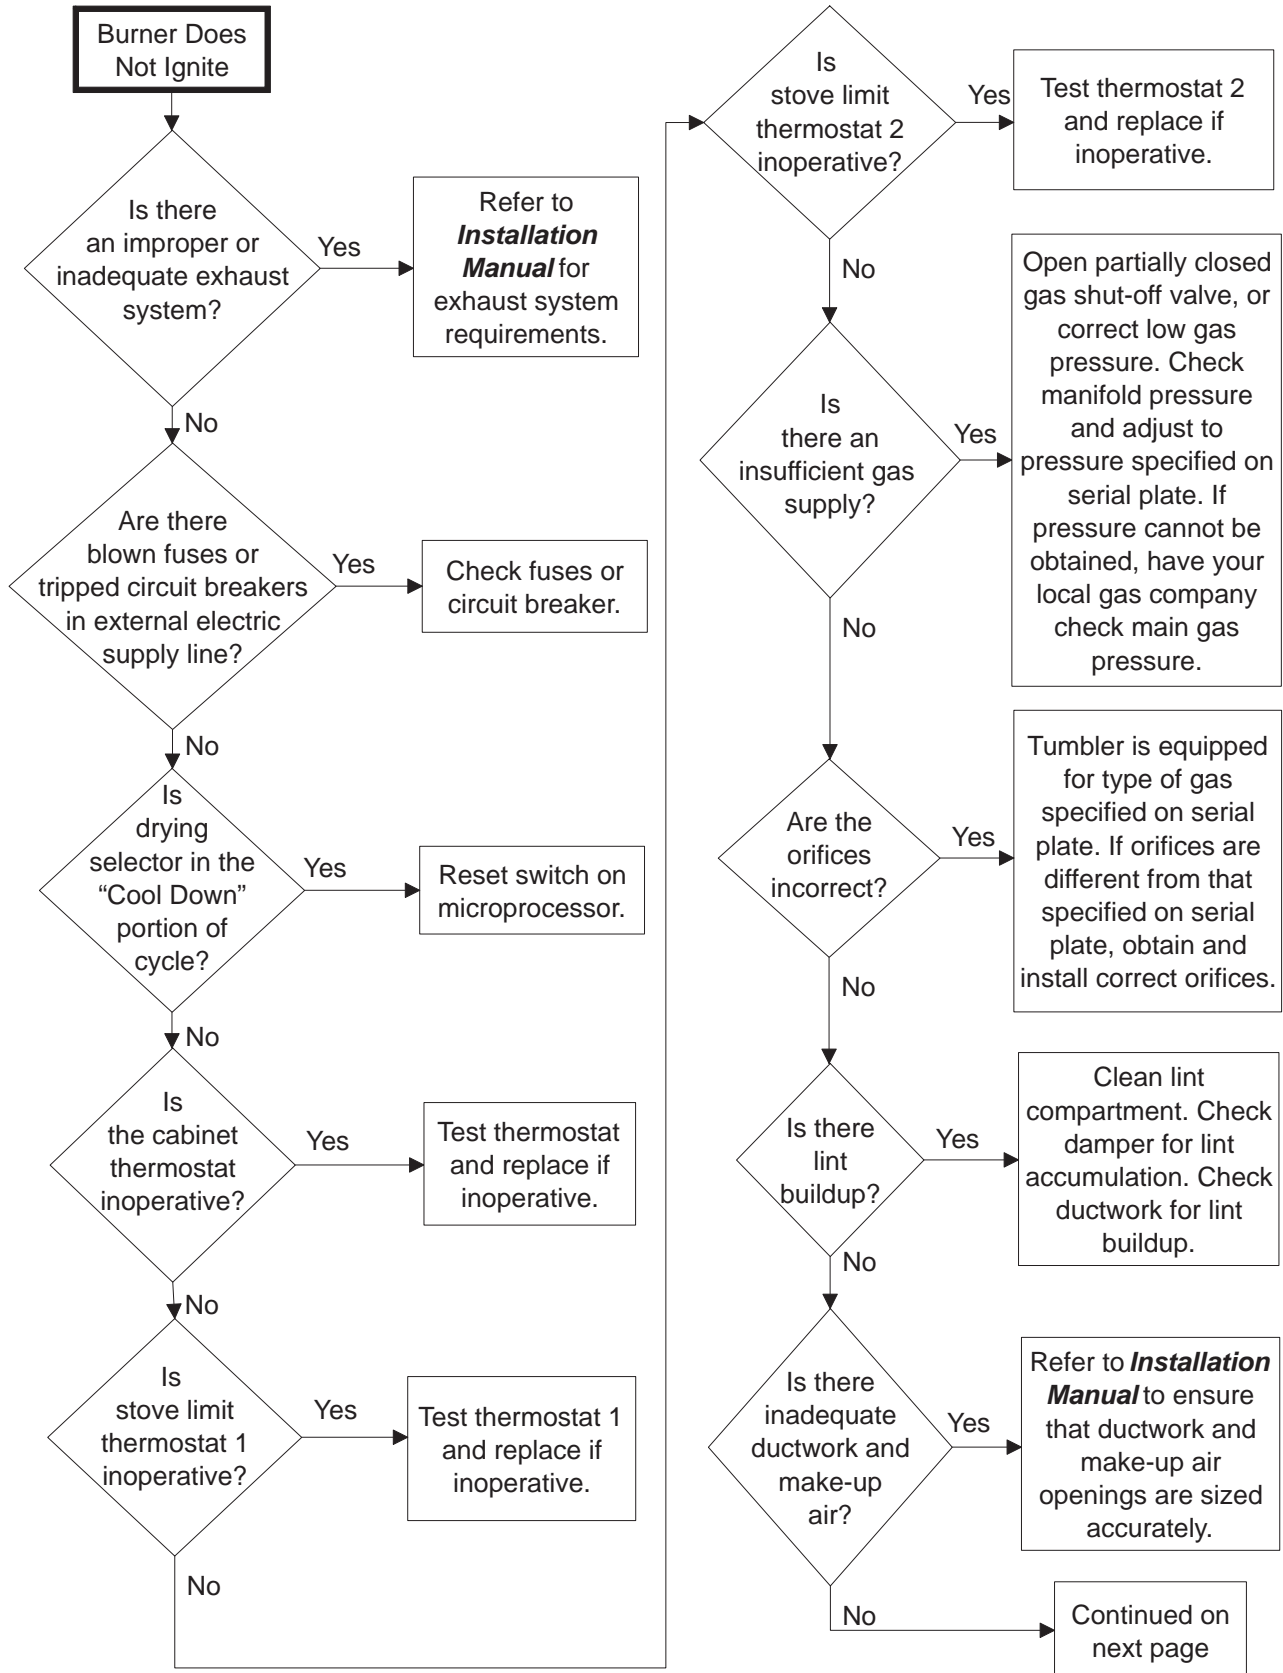 Burner Does
Not Ignite
Is there
an improper or
inadequate exhaust
system?
Yes
Refer to
Installation
Manual for
exhaust system
requirements.
No
Are there
blown fuses or
tripped circuit breakers
in external electric
supply line?
Yes
Check fuses or
circuit breaker.
No
Is
drying
selector in the
“Cool Down”
portion of
cycle?
Yes
Reset switch on
microprocessor.
No
Is
the cabinet
thermostat
inoperative?
Yes
Test thermostat
and replace if
inoperative.
No
Is
stove limit
thermostat 1
inoperative?
Yes
Test thermostat 1
and replace if
inoperative.
No
Is
stove limit
thermostat 2
inoperative?
Yes
Test thermostat 2
and replace if
inoperative.
No
Is
there an
insufficient gas
supply?
Yes
Open partially closed
gas shut-off valve, or
correct low gas
pressure. Check
manifold pressure
and adjust to
pressure specified on
serial plate. If
pressure cannot be
obtained, have your
local gas company
check main gas
pressure.
No
Are the
orifices
incorrect?
Yes
Tumbler is equipped
for type of gas
specified on serial
plate. If orifices are
different from that
specified on serial
plate, obtain and
install correct orifices.
No
Is there
lint
buildup?
Yes
Clean lint
compartment. Check
damper for lint
accumulation. Check
ductwork for lint
buildup.
No
Is there
inadequate
ductwork and
make-up
air?
Yes
Refer to Installation
Manual to ensure
that ductwork and
make-up air
openings are sized
accurately.
No
Continued on
next page